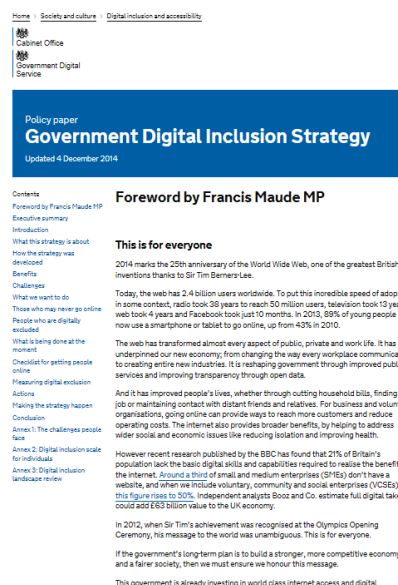 Home > Society and culture > Digital inclusion and accessibility
Cabinet Office
Government Digital
Service
Policy paper
Government Digital Inclusion Strategy
Updated 4 December 2014
Contents
Foreword by Francis Maude MP
Executive summary
Introduction
What this strategy is about
How the strategy was
developed
Benefits
Challenges
What we want to do
Those who may never go online
People who are digitally
excluded
What is being done at the
moment
Checklist for getting people
online
Measuring digital exclusion
Actions
Making the strategy happen
Conclusion
Annex 1: The challenges people
face
Annex 2: Digital inclusion scale
for individuals
Annex 3: Digital inclusion
landscape review
Foreword by Francis Maude MP
This is for everyone
2014 marks the 25th anniversary of the World Wide Web, one of the greatest British
inventions thanks to Sir Tim Berners-Lee.
Today, the web has 2.4 billion users worldwide. To put this incredible speed of
in some context, radio took 38 years to reach 50 million users, television took 13
web took 4 years and Facebook took just 10 months. In 2013, 89% of young people
now use a smartphone or tablet to go online, up from 43% in 2010.
The web has transformed almost every aspect of public, private and work life. It has
underpinned our new economy; from changing the way every workplace
to creating entire new industries. It is reshaping government through improved
services and improving transparency through open data.
And it has improved people's lives, whether through cutting household bills, finding
job or maintaining contact with distant friends and relatives. For business and
organisations, going online can provide ways to reach more customers and reduce
operating costs. The internet also provides broader benefits, by helping to address
wider social and economic issues like reducing isolation and improving health.
However recent research published by the BBC has found that 21% of Britain's
population lack the basic digital skills and capabilities required to realise the
the internet. Around a third of small and medium enterprises (SMEs) don't have a
website, and when we include voluntary, community and social enterprises (VCSEs)
this figure rises to 50%. Independent analysts Booz and Co. estimate full digital
could add £63 billion value to the UK economy.
In 2012, when Sir Tim's achievement was recognised at the Olympics Opening
Ceremony, his message to the world was unambiguous. This is for everyone.
If the government's long-term plan is to build a stronger, more competitive
and a fairer society, then we must ensure we honour this message.
This government is already investing in world class internet access and digital